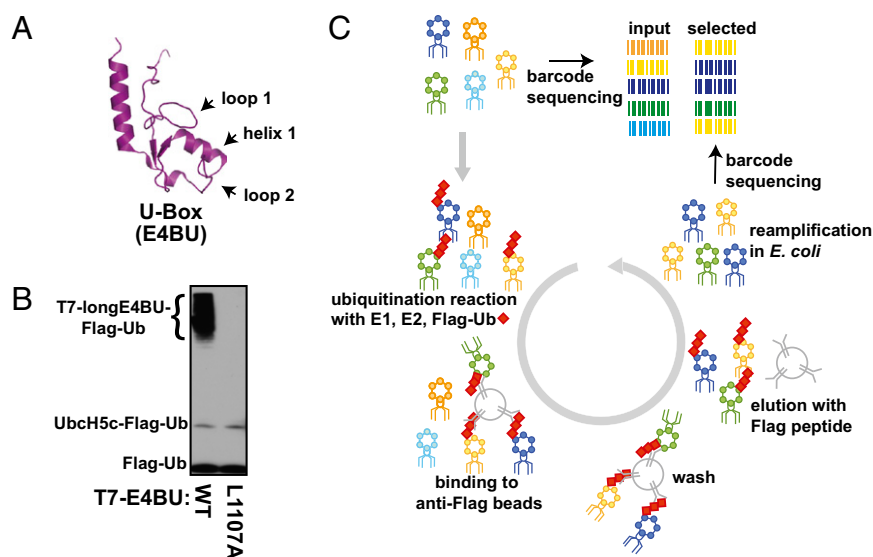 A
loop 1
helix 1
loop 2
U-Box
(E4BU)
B
T7-longE4BU-
Flag-Ub
UbcH5c-Flag-Ub
Flag-Ub
T7-E4BU:
WT
L1107A
C
input
selected
barcode
sequencing
barcode
sequencing
reamplification
in E. coli
ubiquitination reaction
with E1, E2, Flag-Ub
binding to
anti-Flag beads
wash
elution with
Flag peptide